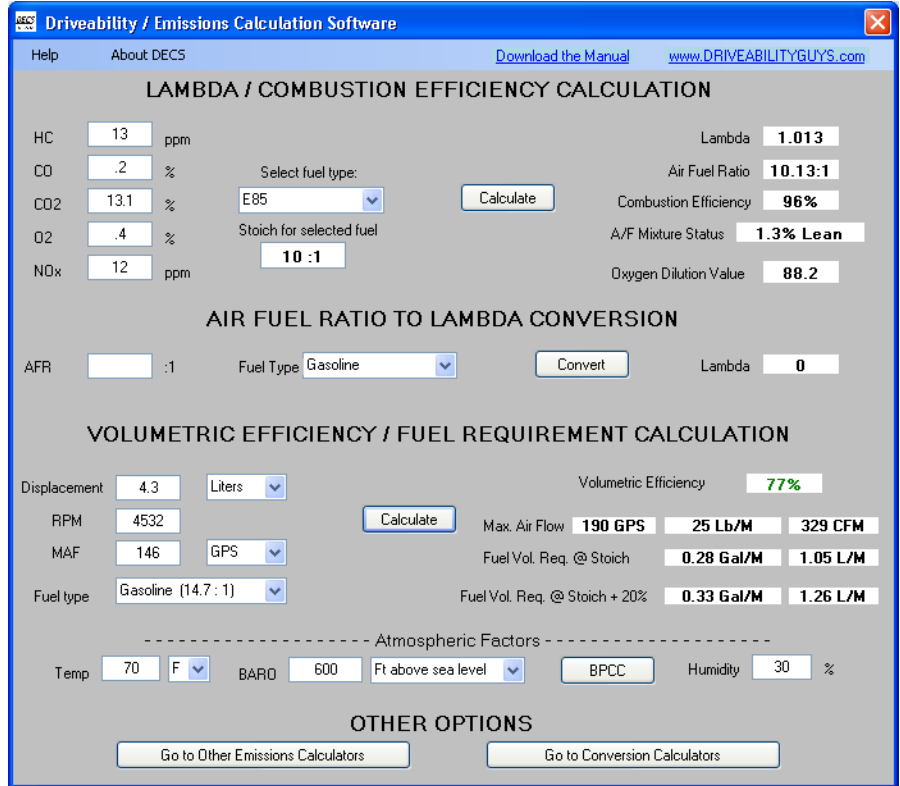 DECS Driveability / Emissions Calculation Software
Help About DECS Download the Manual www.DRIVEABILITYGUYS.com
LAMBDA / COMBUSTION EFFICIENCY CALCULATION
HC 13 ppm Lambda 1.013
CO .2 % Select fuel type: Air Fuel Ratio 10.13:1
CO2 13.1 % E85 Calculate Combustion Efficiency 96%
O2 .4 % Stoich for selected fuel A/F Mixture Status 1.3% Lean
10 :1
NOx 12 ppm Oxygen Dilution Value 88.2
AIR FUEL RATIO TO LAMBDA CONVERSION
AFR :1 Fuel Type Gasoline Convert Lambda 0
VOLUMETRIC EFFICIENCY / FUEL REQUIREMENT CALCULATION
Displacement 4.3 Liters Volumetric Efficiency 77%
RPM 4532 Calculate Max. Air Flow 190 GPS 25 Lb/M 329 CFM
MAF 146 GPS Fuel Vol. Req. @ Stoich 0.28 Gal/M 1.05 L/M
Fuel type Gasoline (14.7 : 1) Fuel Vol. Req. @ Stoich + 20% 0.33 Gal/M 1.26 L/M
- - - - - - - - - - - - - - - - - - - - Atmospheric Factors - - - - - - - - - - - - - - - - - - - -
Temp 70 F BARO 600 Ft above sea level BPCC Humidity 30 %
OTHER OPTIONS
Go to Other Emissions Calculators Go to Conversion Calculators